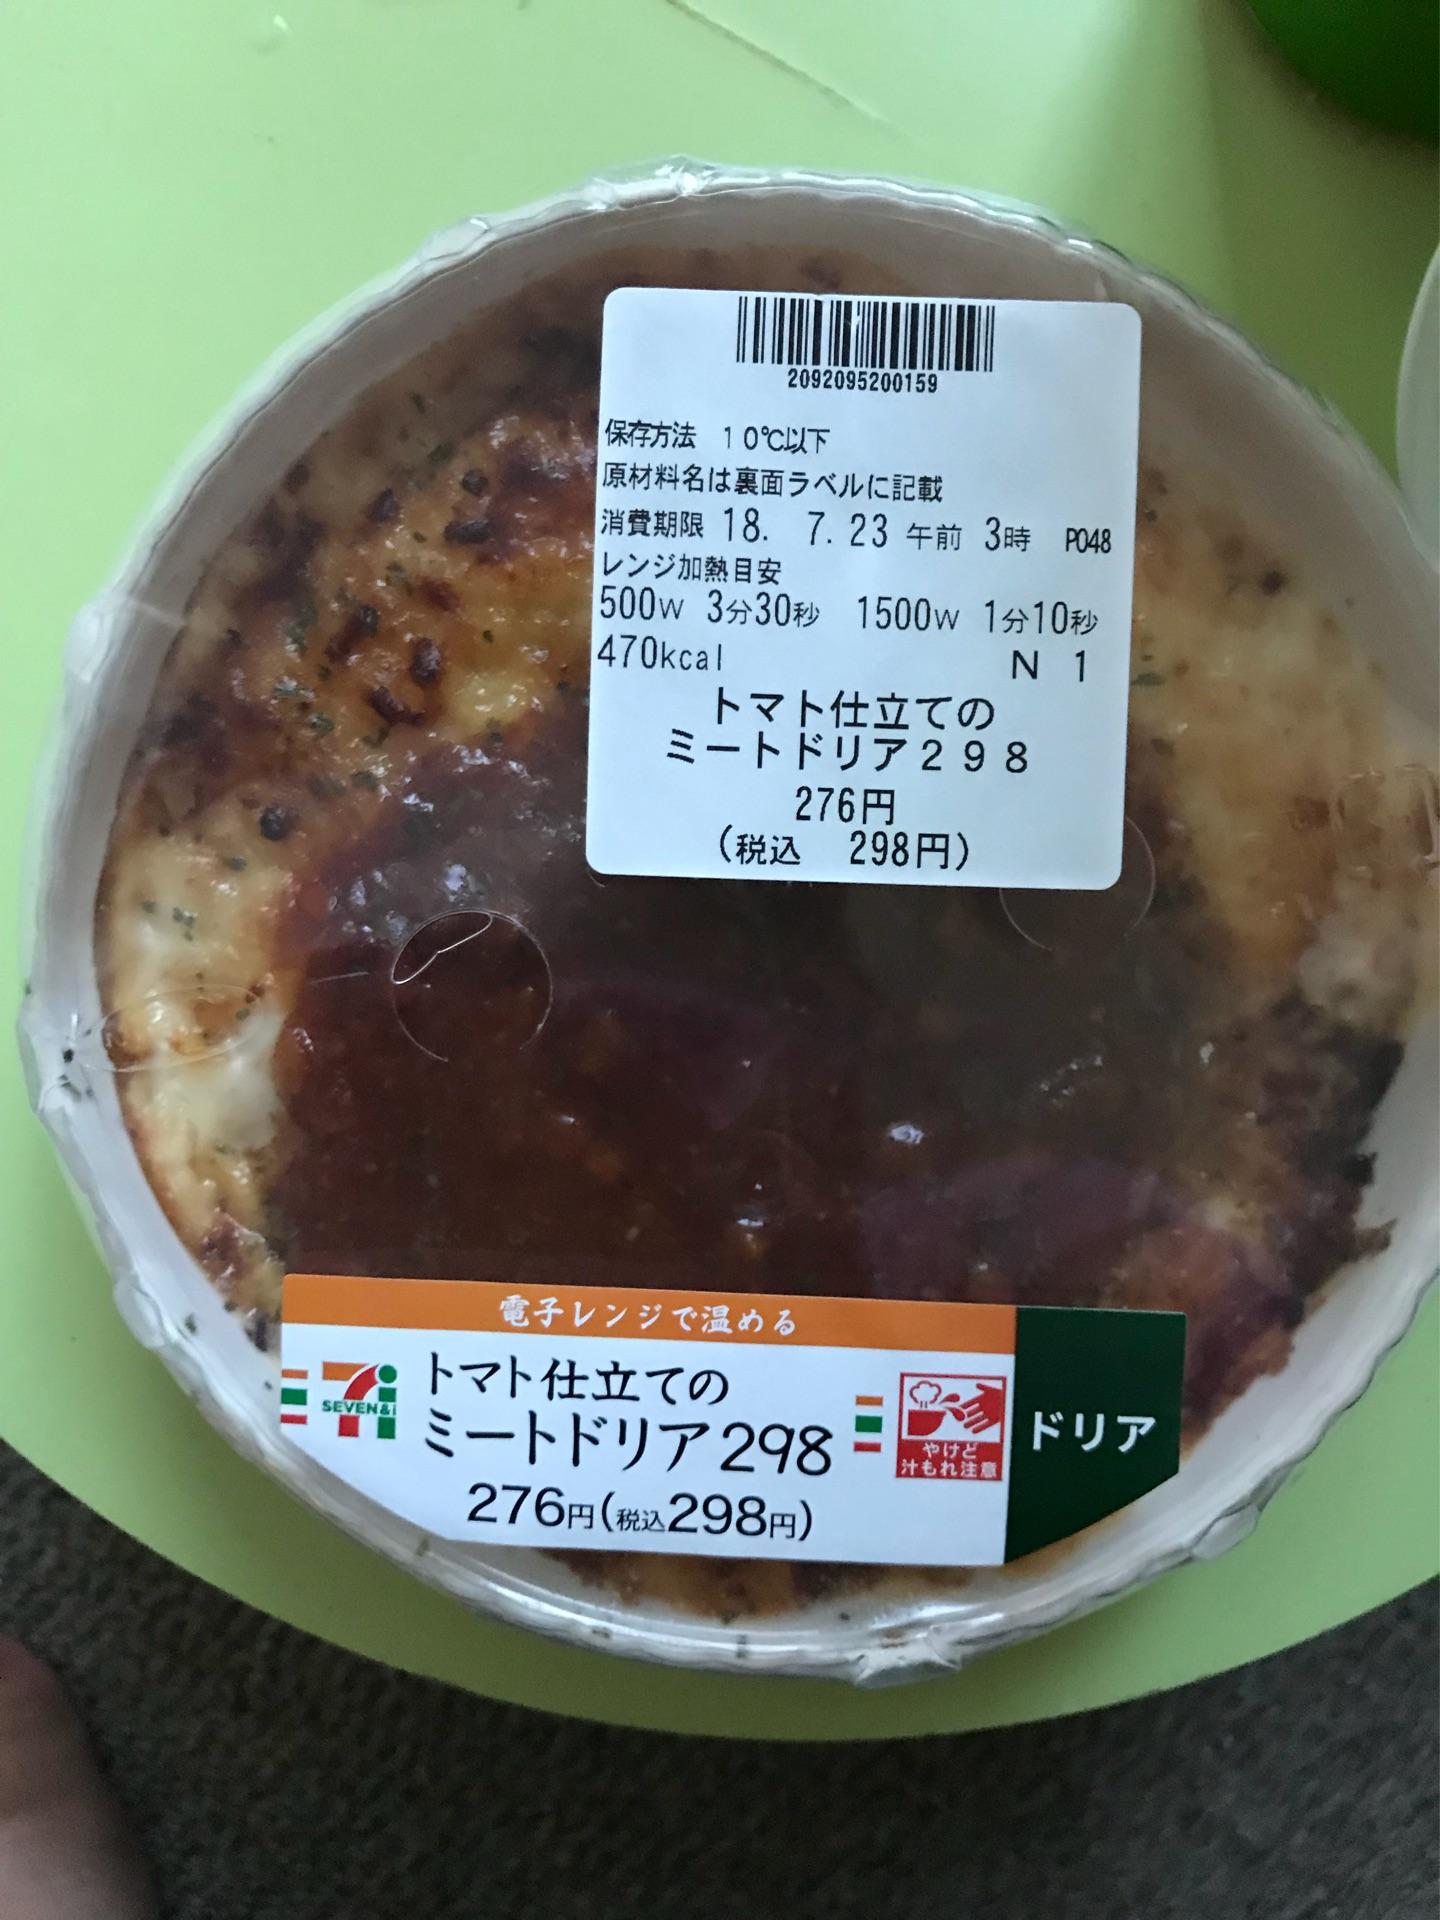 2092095200159
保存方法 10℃以下
原材料名は裏面ラベルに記載
消費期限 18. 7.23 午前 3時 P048
レンジ加熱目安
500W 3分30秒 1500W 1分10秒
470kcal N 1
トマト仕立ての
ミートドリア298
276円
(税込 298円)
電子レンジで温める
SEVEN&i
トマト仕立ての
ミートドリア298
276円(税込298円)
やけど
汁もれ注意
ドリア